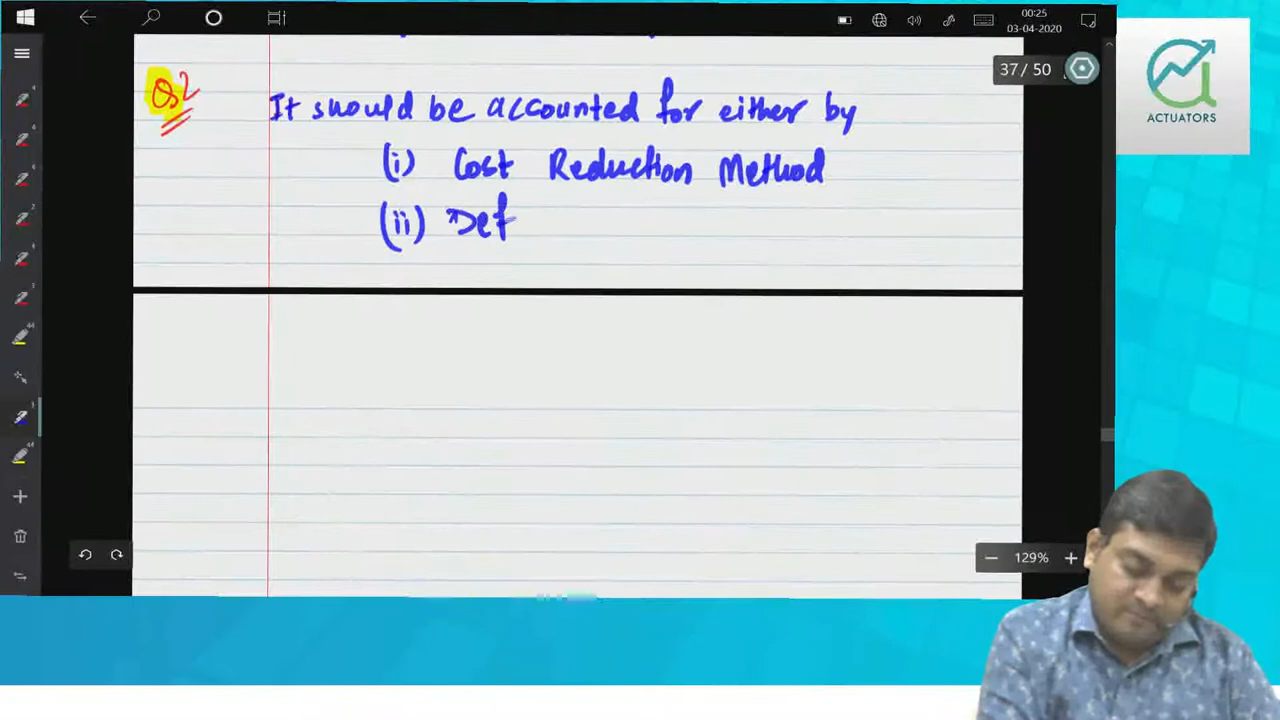 00:25
03-04-2020
37 / 50
ACTUATORS
Q2
It should be accounted for either by
(i) Cost Reduction Method
(ii) Def
129%